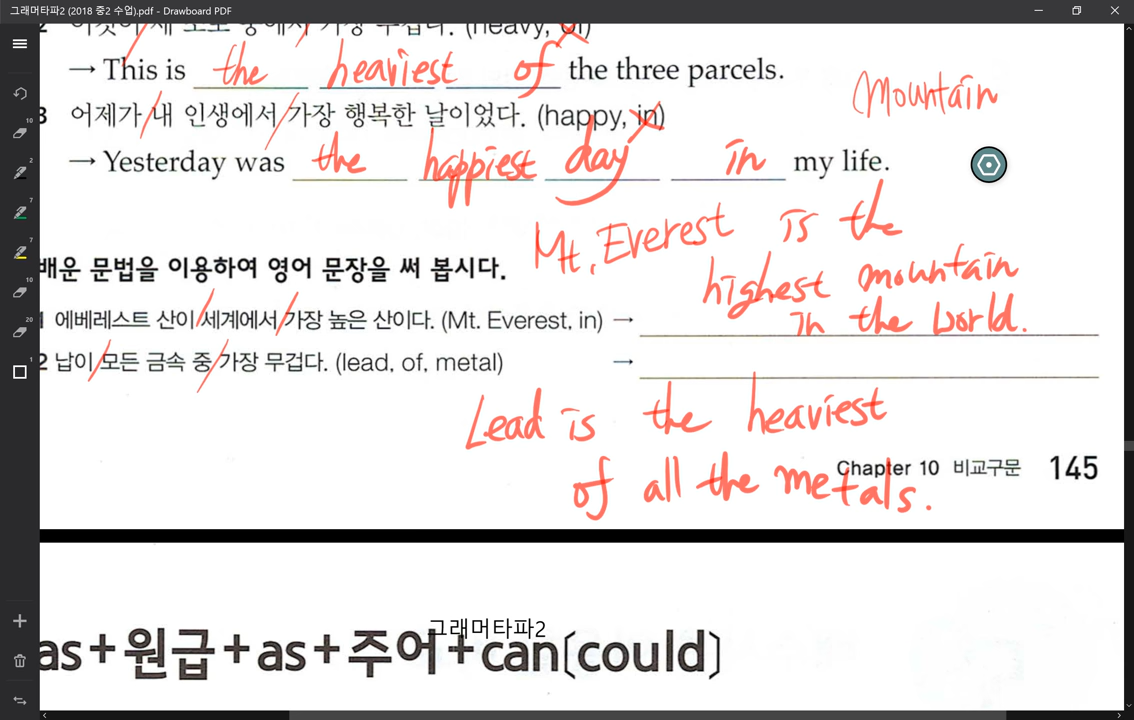 그래머타파2 (2018 중2 수업).pdf - Drawboard PDF
가장 무겁다. (heavy, of)
→ This is the heaviest of the three parcels.
Mountain
3 어제가 내 인생에서 가장 행복한 날이었다. (happy, in)
→ Yesterday was the happiest day in my life.
Mt. Everest is the
highest mountain
in the world.
배운 문법을 이용하여 영어 문장을 써 봅시다.
1 에베레스트 산이 세계에서 가장 높은 산이다. (Mt. Everest, in) →
2 납이 모든 금속 중 가장 무겁다. (lead, of, metal) →
Lead is the heaviest
of all the metals.
Chapter 10 비교구문 145
그래머타파2
as+원급+as+주어+can(could)